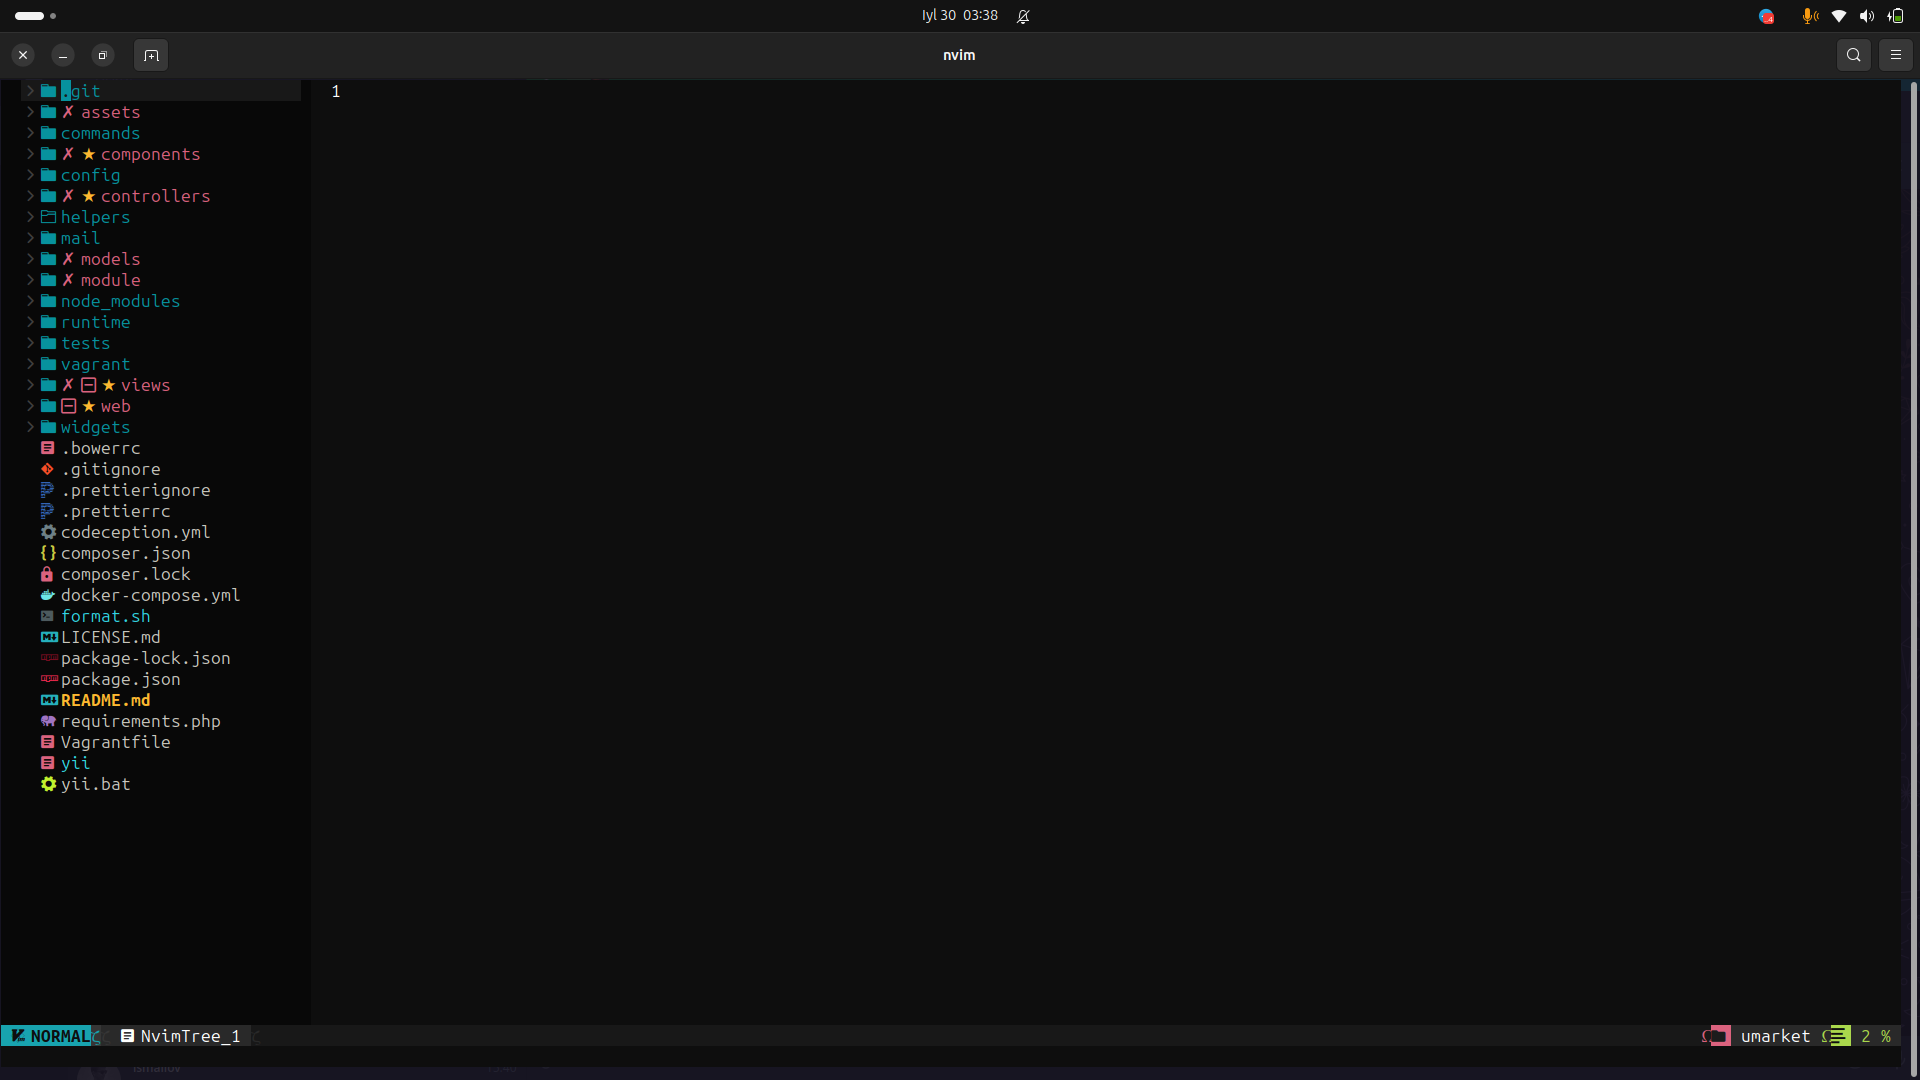 Iyl 30 03:38
nvim
.git
1
✗ assets
commands
✗ ★ components
config
✗ ★ controllers
helpers
mail
✗ models
✗ module
node_modules
runtime
tests
vagrant
✗ ★ views
★ web
widgets
.bowerrc
.gitignore
.prettierignore
.prettierrc
codeception.yml
{} composer.json
composer.lock
docker-compose.yml
format.sh
LICENSE.md
package-lock.json
package.json
README.md
requirements.php
Vagrantfile
yii
yii.bat
NORMAL NvimTree_1 umarket 2 %